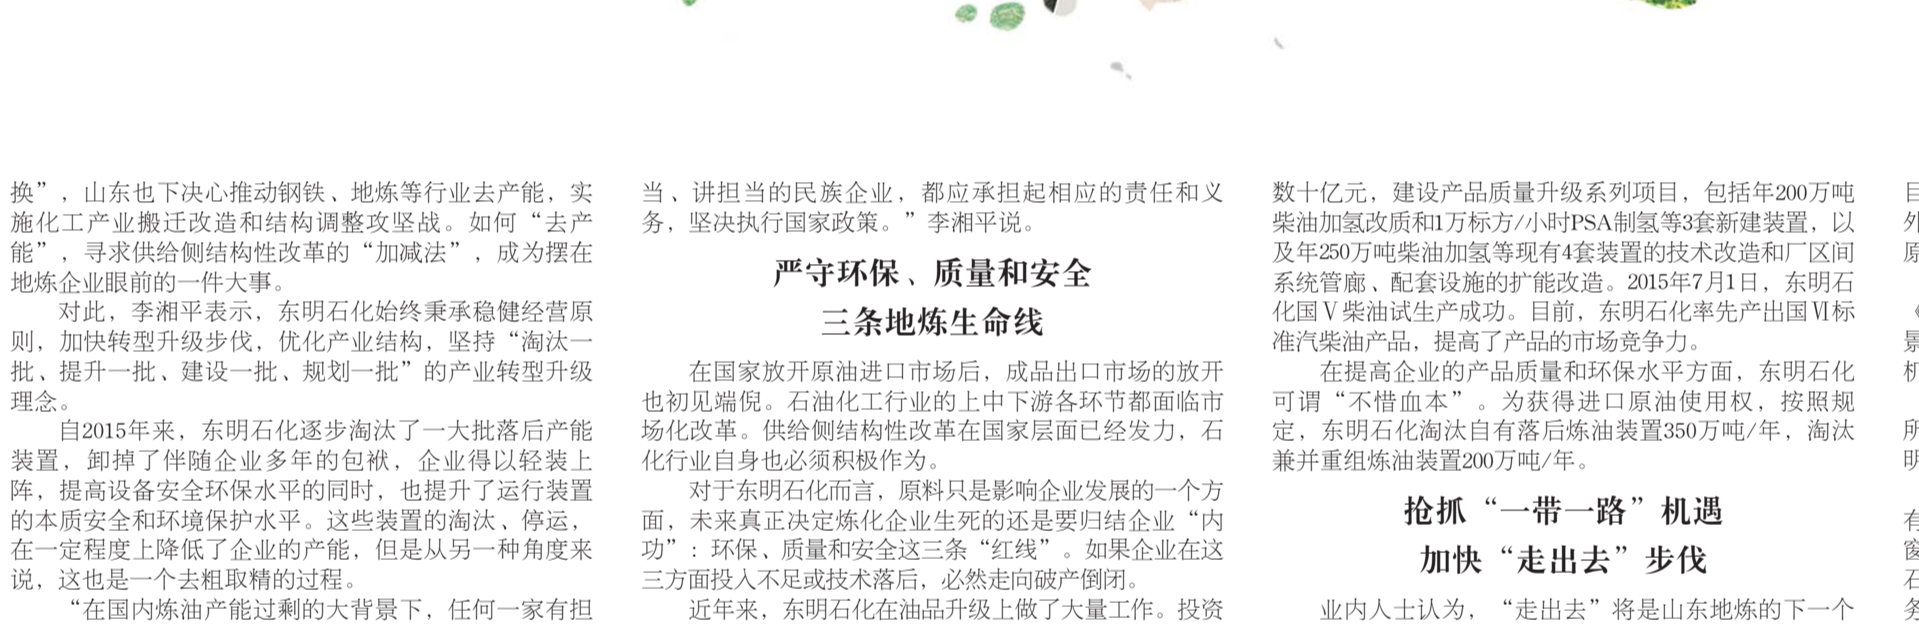 换”，山东也下决心推动钢铁、地炼等行业去产能，实
施化工产业搬迁改造和结构调整攻坚战。如何“去产
能”，寻求供给侧结构性改革的“加减法”，成为摆在
地炼企业眼前的一件大事。
对此，李湘平表示，东明石化始终秉承稳健经营原
则，加快转型升级步伐，优化产业结构，坚持“淘汰一
批、提升一批、建设一批、规划一批”的产业转型升级
理念。
自2015年来，东明石化逐步淘汰了一大批落后产能
装置，卸掉了伴随企业多年的包袱，企业得以轻装上
阵，提高设备安全环保水平的同时，也提升了运行装置
的本质安全和环境保护水平。这些装置的淘汰、停运，
在一定程度上降低了企业的产能，但是从另一种角度来
说，这也是一个去粗取精的过程。
“在国内炼油产能过剩的大背景下，任何一家有担
当、讲担当的民族企业，都应承担起相应的责任和义
务，坚决执行国家政策。”李湘平说。
严守环保、质量和安全
三条地炼生命线
在国家放开原油进口市场后，成品出口市场的放开
也初见端倪。石油化工行业的上中下游各环节都面临市
场化改革。供给侧结构性改革在国家层面已经发力，石
化行业自身也必须积极作为。
对于东明石化而言，原料只是影响企业发展的一个方
面，未来真正决定炼化企业生死的还是要归结企业“内
功”：环保、质量和安全这三条“红线”。如果企业在这
三方面投入不足或技术落后，必然走向破产倒闭。
近年来，东明石化在油品升级上做了大量工作。投资
数十亿元，建设产品质量升级系列项目，包括年200万吨
柴油加氢改质和1万标方/小时PSA制氢等3套新建装置，以
及年250万吨柴油加氢等现有4套装置的技术改造和厂区间
系统管廊、配套设施的扩能改造。2015年7月1日，东明石
化国Ⅴ柴油试生产成功。目前，东明石化率先产出国Ⅵ标
准汽柴油产品，提高了产品的市场竞争力。
在提高企业的产品质量和环保水平方面，东明石化
可谓“不惜血本”。为获得进口原油使用权，按照规
定，东明石化淘汰自有落后炼油装置350万吨/年，淘汰
兼并重组炼油装置200万吨/年。
抢抓“一带一路”机遇
加快“走出去”步伐
业内人士认为，“走出去”将是山东地炼的下一个